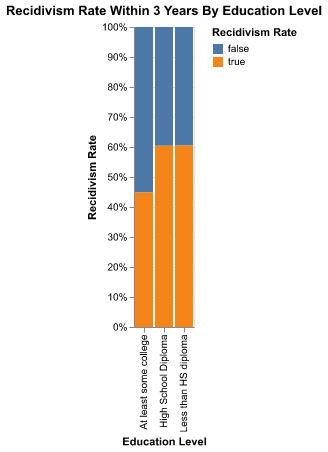 Recidivism Rate Within 3 Years By Education Level
Recidivism Rate
false
true
100%
90%
80%
70%
60%
50%
40%
30%
20%
10%
0%
Recidivism Rate
At least some college
High School Diploma
Less than HS diploma
Education Level